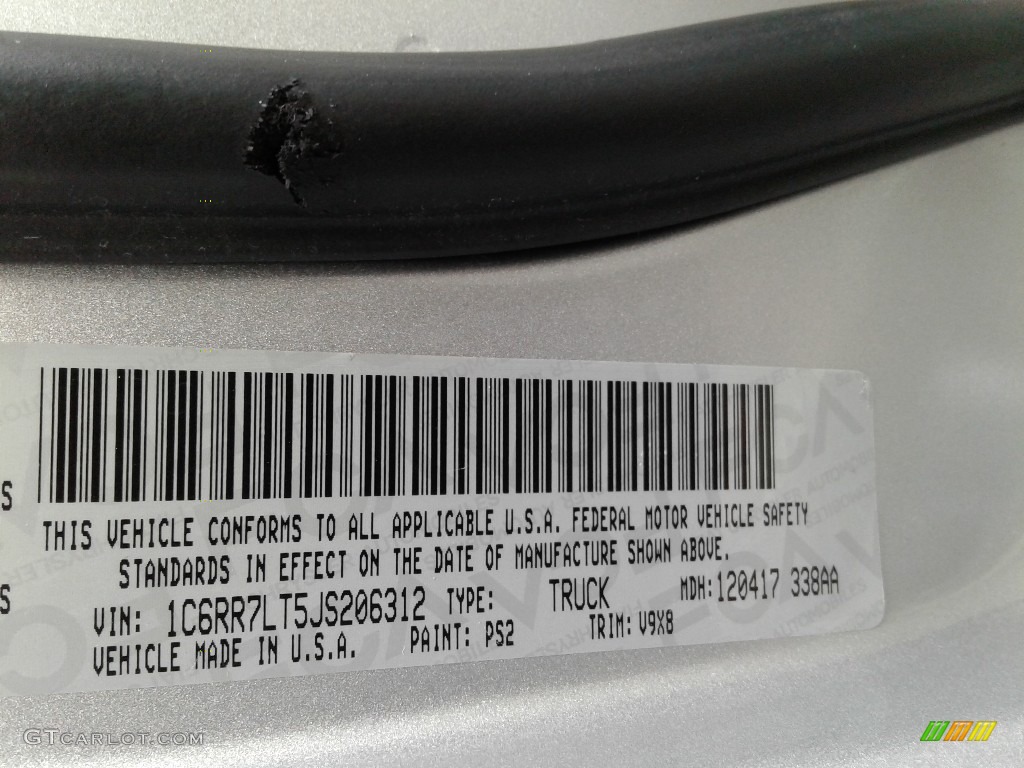 S
THIS VEHICLE CONFORMS TO ALL APPLICABLE U.S.A. FEDERAL MOTOR VEHICLE SAFETY
STANDARDS IN EFFECT ON THE DATE OF MANUFACTURE SHOWN ABOVE.
S
VIN: 1C6RR7LT5JS206312 TYPE: TRUCK MDH: 120417 338AA
VEHICLE MADE IN U.S.A. PAINT: PS2 TRIM: V9X8
GTCARLOT.COM